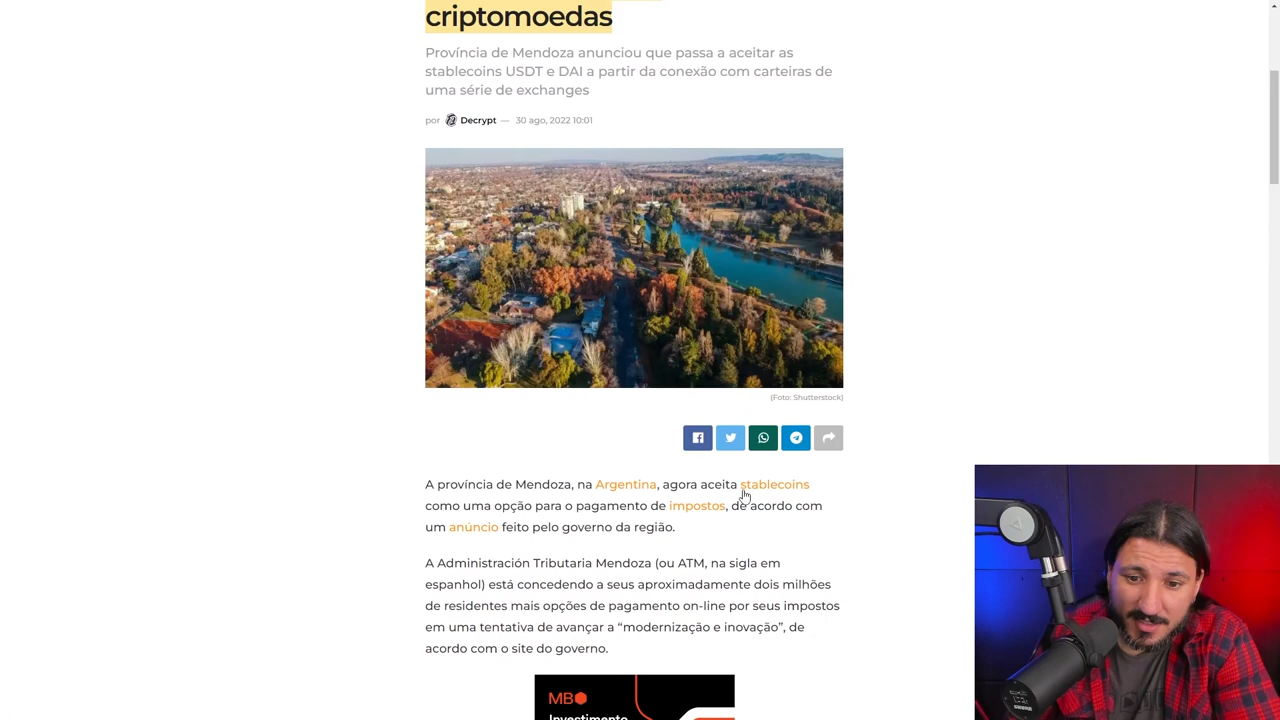 criptomoedas
Província de Mendoza anunciou que passa a aceitar as
stablecoins USDT e DAI a partir da conexão com carteiras de
uma série de exchanges
por Decrypt — 30 ago, 2022 10:01
(Foto: Shutterstock)
A província de Mendoza, na Argentina, agora aceita stablecoins
como uma opção para o pagamento de impostos, de acordo com
um anúncio feito pelo governo da região.
A Administración Tributaria Mendoza (ou ATM, na sigla em
espanhol) está concedendo a seus aproximadamente dois milhões
de residentes mais opções de pagamento on-line por seus impostos
em uma tentativa de avançar a “modernização e inovação”, de
acordo com o site do governo.
MB
Investimento
SHURE